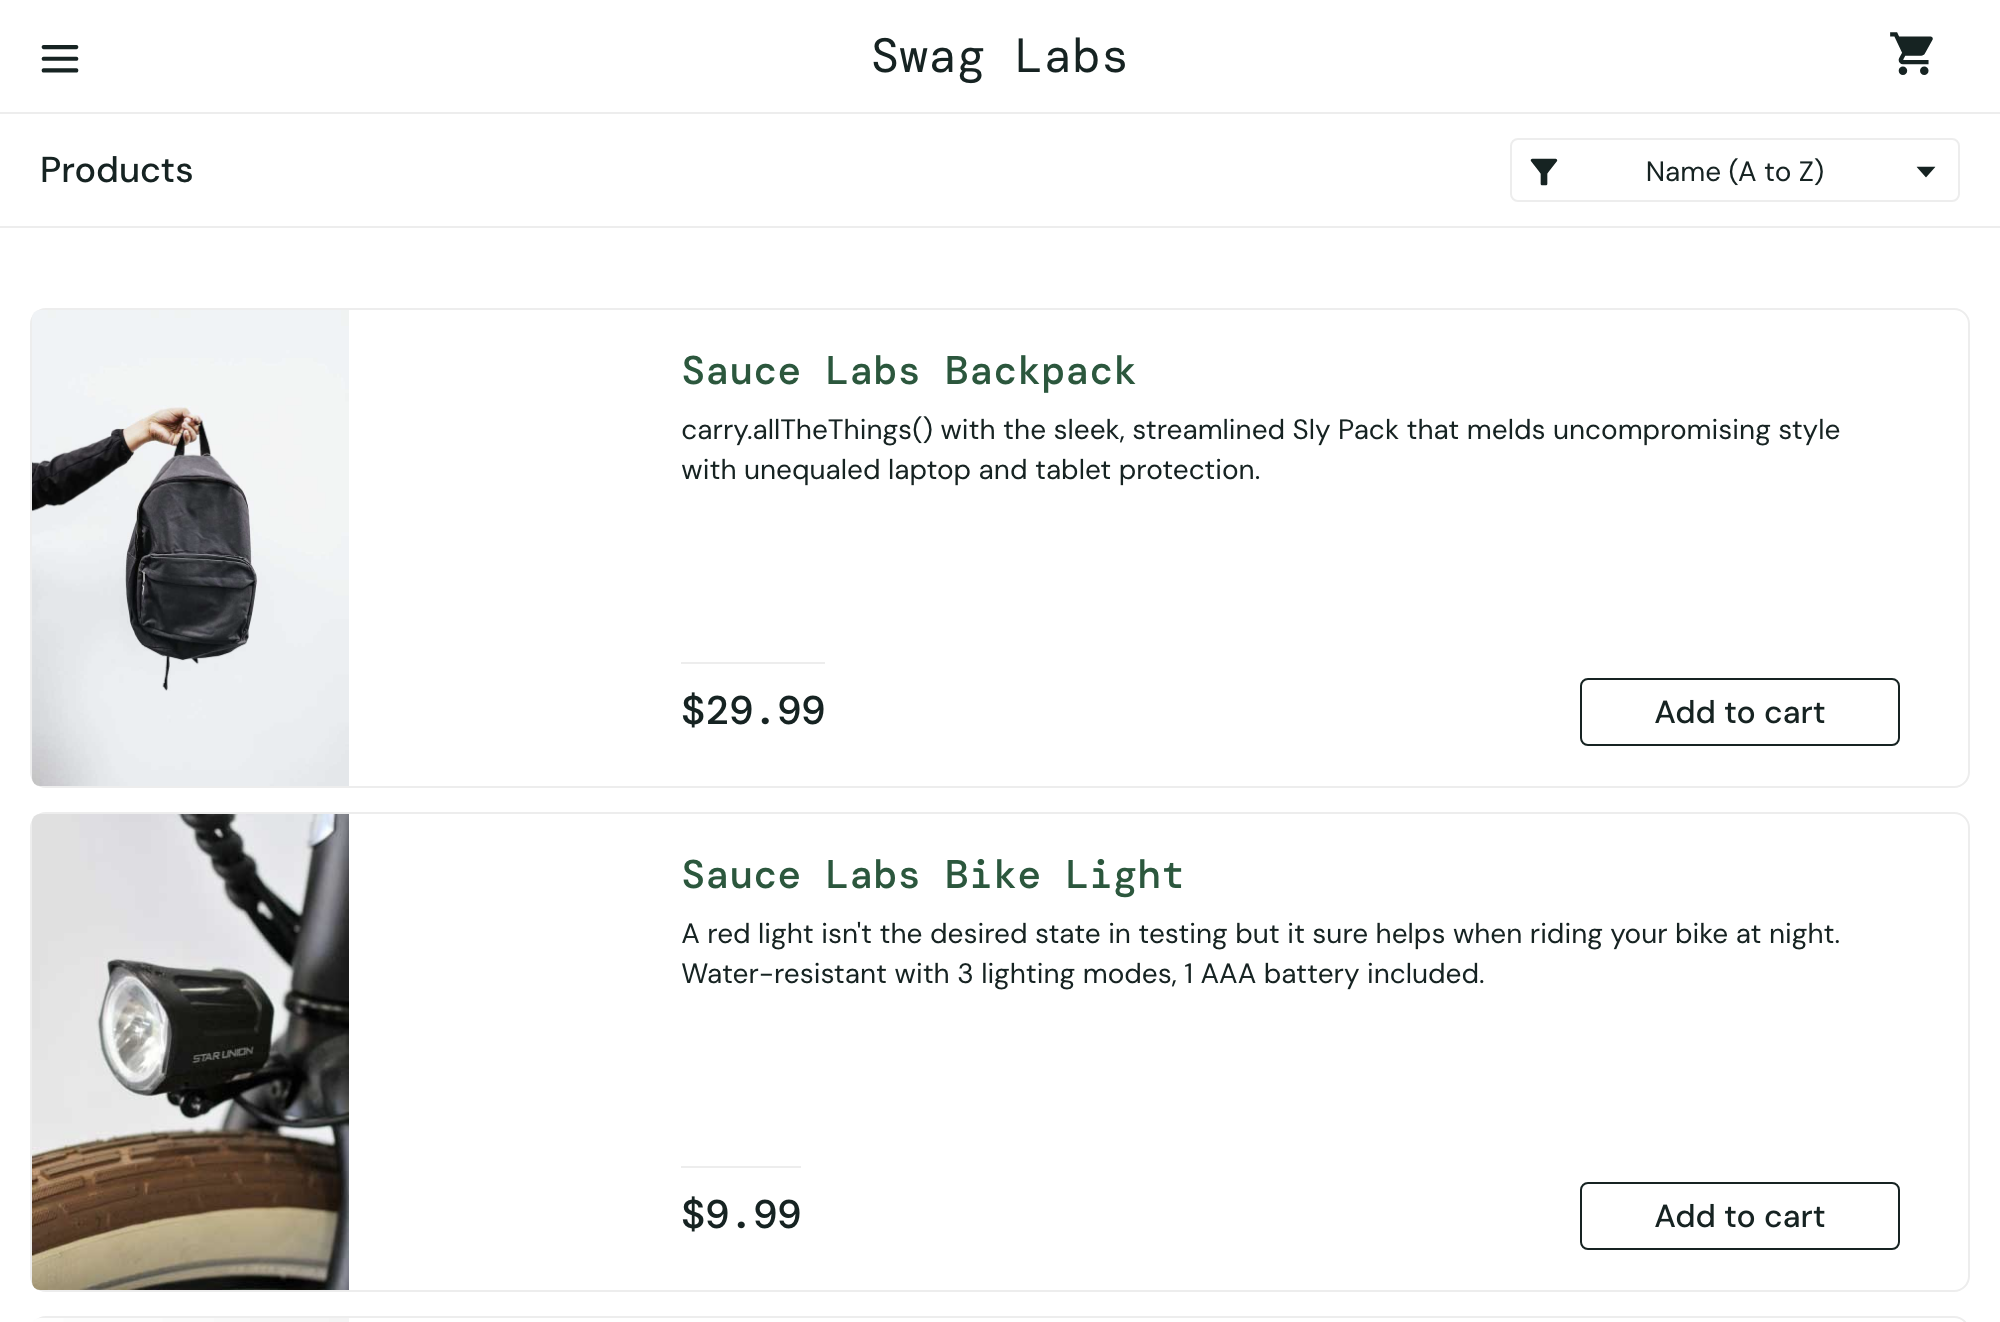 Swag Labs
Products
Name (A to Z)
Sauce Labs Backpack
carry.allTheThings() with the sleek, streamlined Sly Pack that melds uncompromising style
with unequaled laptop and tablet protection.
$29.99
Add to cart
Sauce Labs Bike Light
A red light isn't the desired state in testing but it sure helps when riding your bike at night.
Water-resistant with 3 lighting modes, 1 AAA battery included.
STAR UNION
$9.99
Add to cart